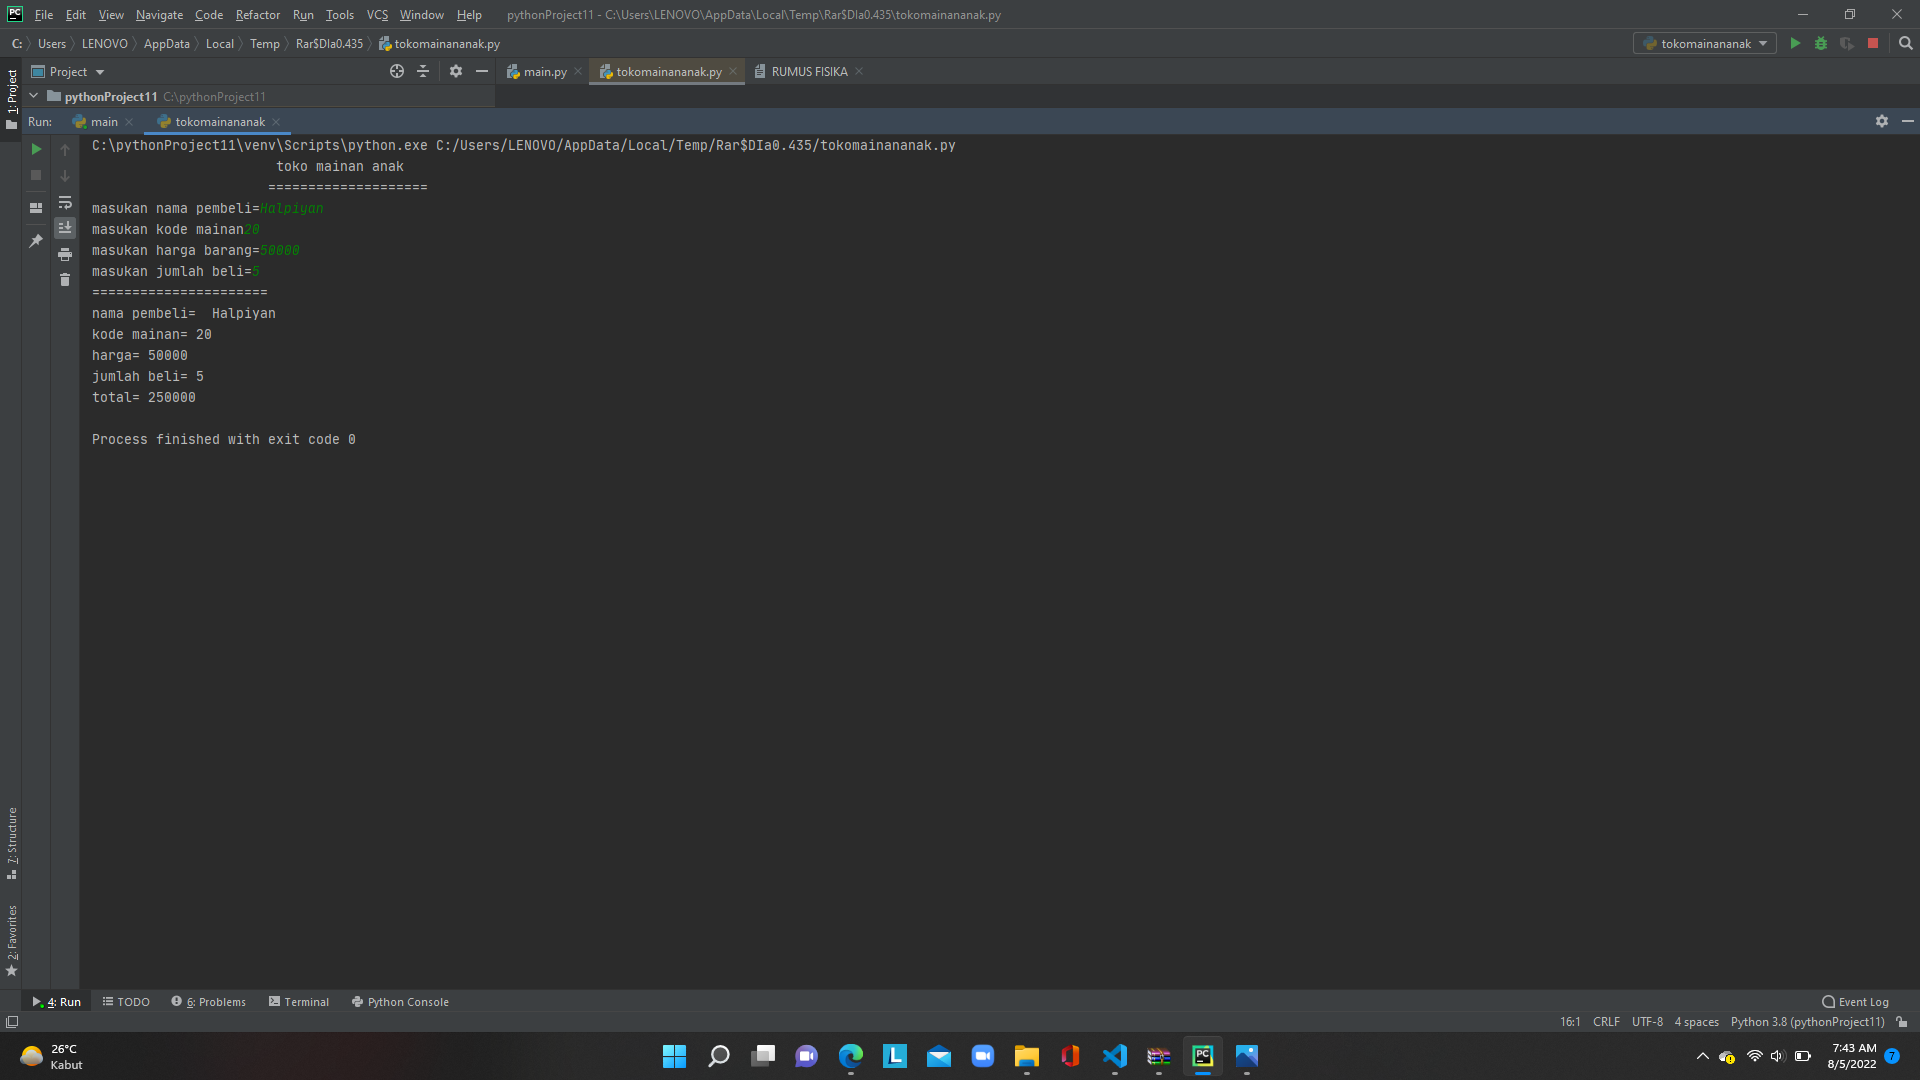 PC File Edit View Navigate Code Refactor Run Tools VCS Window Help pythonProject11 - C:\Users\LENOVO\AppData\Local\Temp\Rar$DIa0.435\tokomainananak.py
C: Users LENOVO AppData Local Temp Rar$DIa0.435 tokomainananak.py tokomainananak
Project main.py tokomainananak.py RUMUS FISIKA
1: Project
pythonProject11 C:\pythonProject11
Run: main tokomainananak
C:\pythonProject11\venv\Scripts\python.exe C:/Users/LENOVO/AppData/Local/Temp/Rar$DIa0.435/tokomainananak.py
toko mainan anak
====================
masukan nama pembeli=Halpiyan
masukan kode mainan20
masukan harga barang=50000
masukan jumlah beli=5
======================
nama pembeli=  Halpiyan
kode mainan= 20
harga= 50000
jumlah beli= 5
total= 250000
Process finished with exit code 0
7: Structure
2: Favorites
4: Run TODO 6: Problems Terminal Python Console Event Log
16:1 CRLF UTF-8 4 spaces Python 3.8 (pythonProject11)
26°C
Kabut
L
PC
7:43 AM
8/5/2022
7